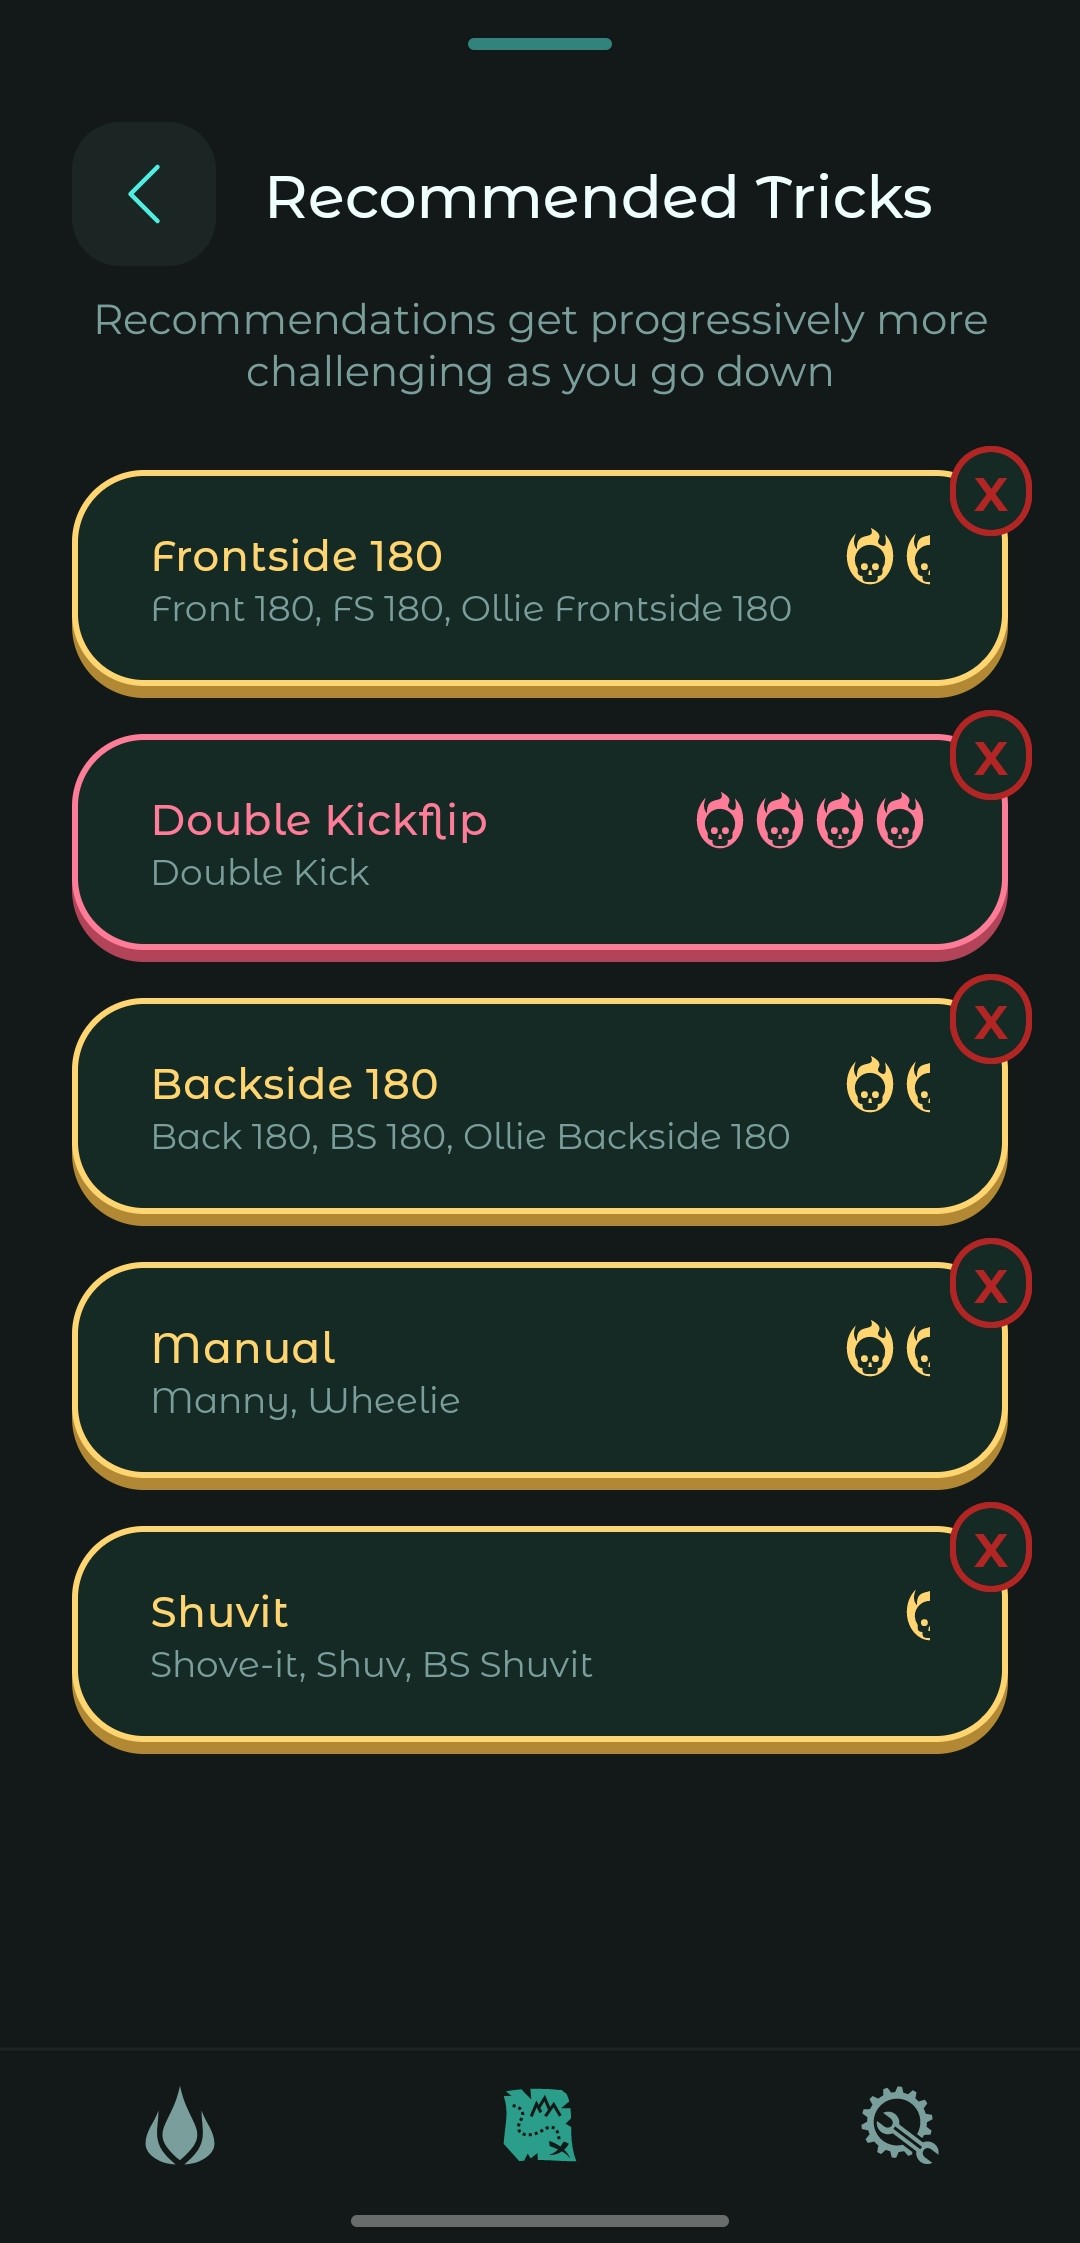 Recommended Tricks
Recommendations get progressively more
challenging as you go down
X
Frontside 180
Front 180, FS 180, Ollie Frontside 180
X
Double Kickflip
Double Kick
X
Backside 180
Back 180, BS 180, Ollie Backside 180
X
Manual
Manny, Wheelie
X
Shuvit
Shove-it, Shuv, BS Shuvit